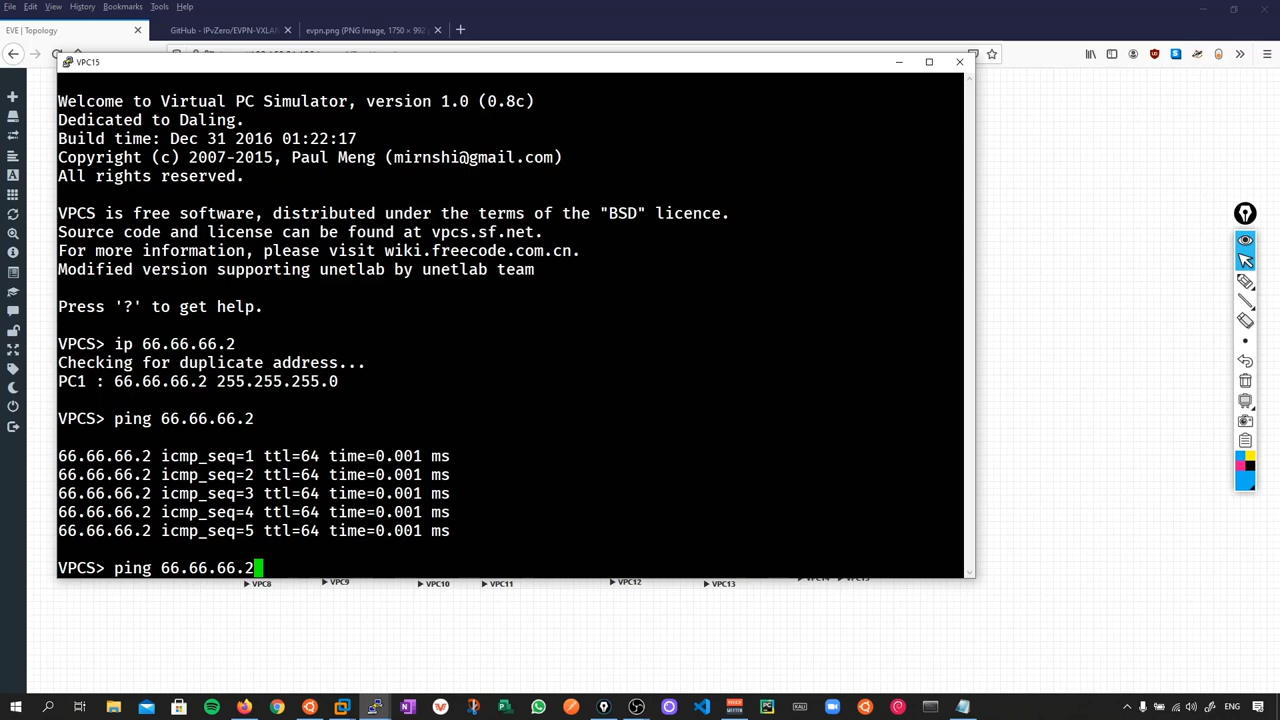 File Edit View History Bookmarks Tools Help
EVE | Topology
GitHub - IPvZero/EVPN-VXLAN
evpn.png (PNG Image, 1750 × 992
VPC15
Welcome to Virtual PC Simulator, version 1.0 (0.8c)
Dedicated to Daling.
Build time: Dec 31 2016 01:22:17
Copyright (c) 2007-2015, Paul Meng (mirnshi@gmail.com)
All rights reserved.
VPCS is free software, distributed under the terms of the "BSD" licence.
Source code and license can be found at vpcs.sf.net.
For more information, please visit wiki.freecode.com.cn.
Modified version supporting unetlab by unetlab team
Press '?' to get help.
VPCS> ip 66.66.66.2
Checking for duplicate address...
PC1 : 66.66.66.2 255.255.255.0
VPCS> ping 66.66.66.2
66.66.66.2 icmp_seq=1 ttl=64 time=0.001 ms
66.66.66.2 icmp_seq=2 ttl=64 time=0.001 ms
66.66.66.2 icmp_seq=3 ttl=64 time=0.001 ms
66.66.66.2 icmp_seq=4 ttl=64 time=0.001 ms
66.66.66.2 icmp_seq=5 ttl=64 time=0.001 ms
VPCS> ping 66.66.66.2
VPC8 VPC9 VPC10 VPC11 VPC12 VPC13
ENG